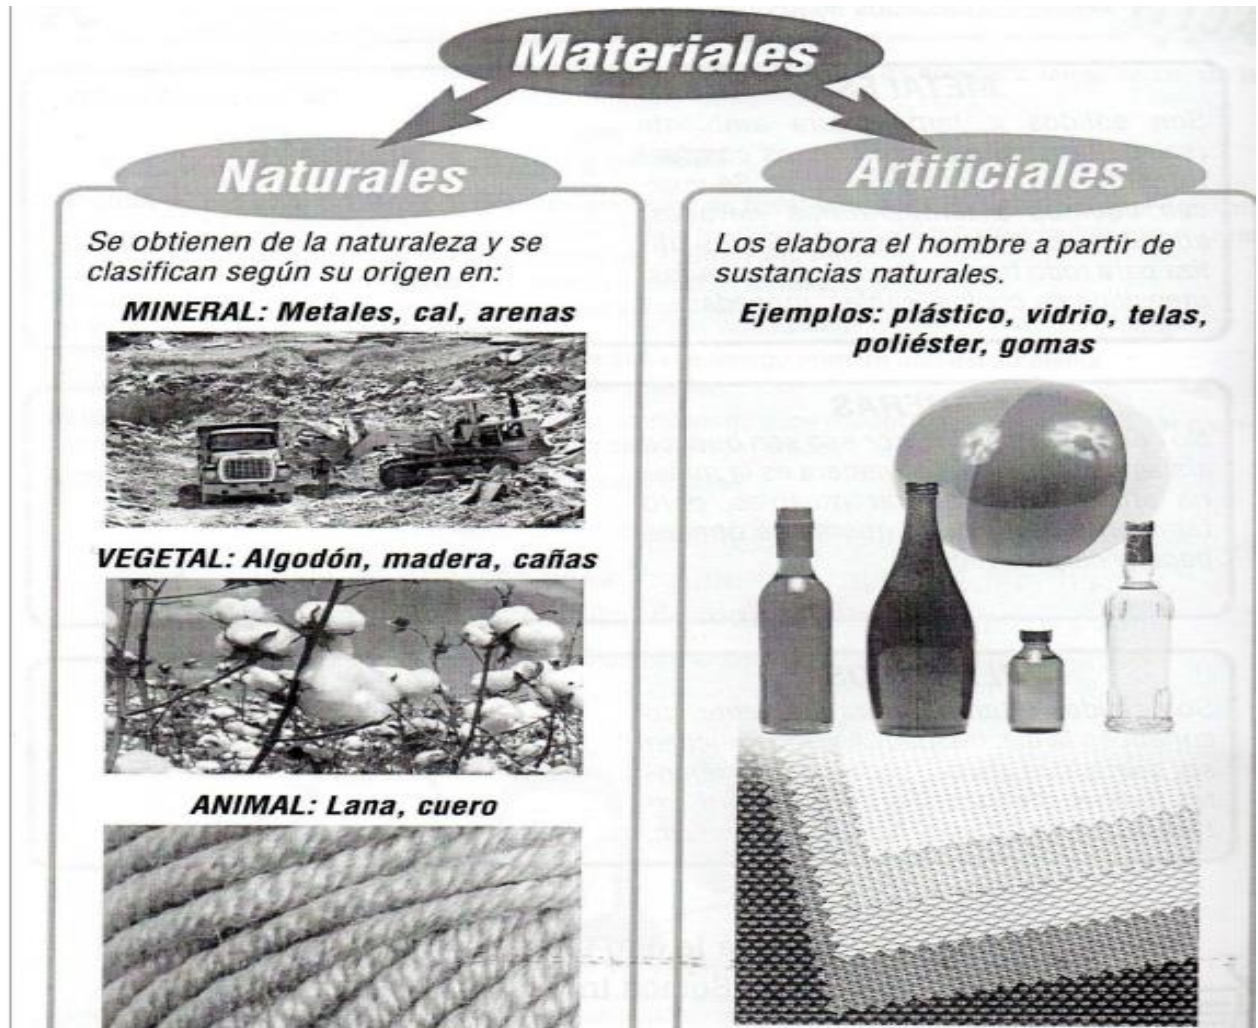 Materiales
Naturales
Se obtienen de la naturaleza y se
clasifican según su origen en:
MINERAL: Metales, cal, arenas
VEGETAL: Algodón, madera, cañas
ANIMAL: Lana, cuero
Artificiales
Los elabora el hombre a partir de
sustancias naturales.
Ejemplos: plástico, vidrio, telas,
poliéster, gomas